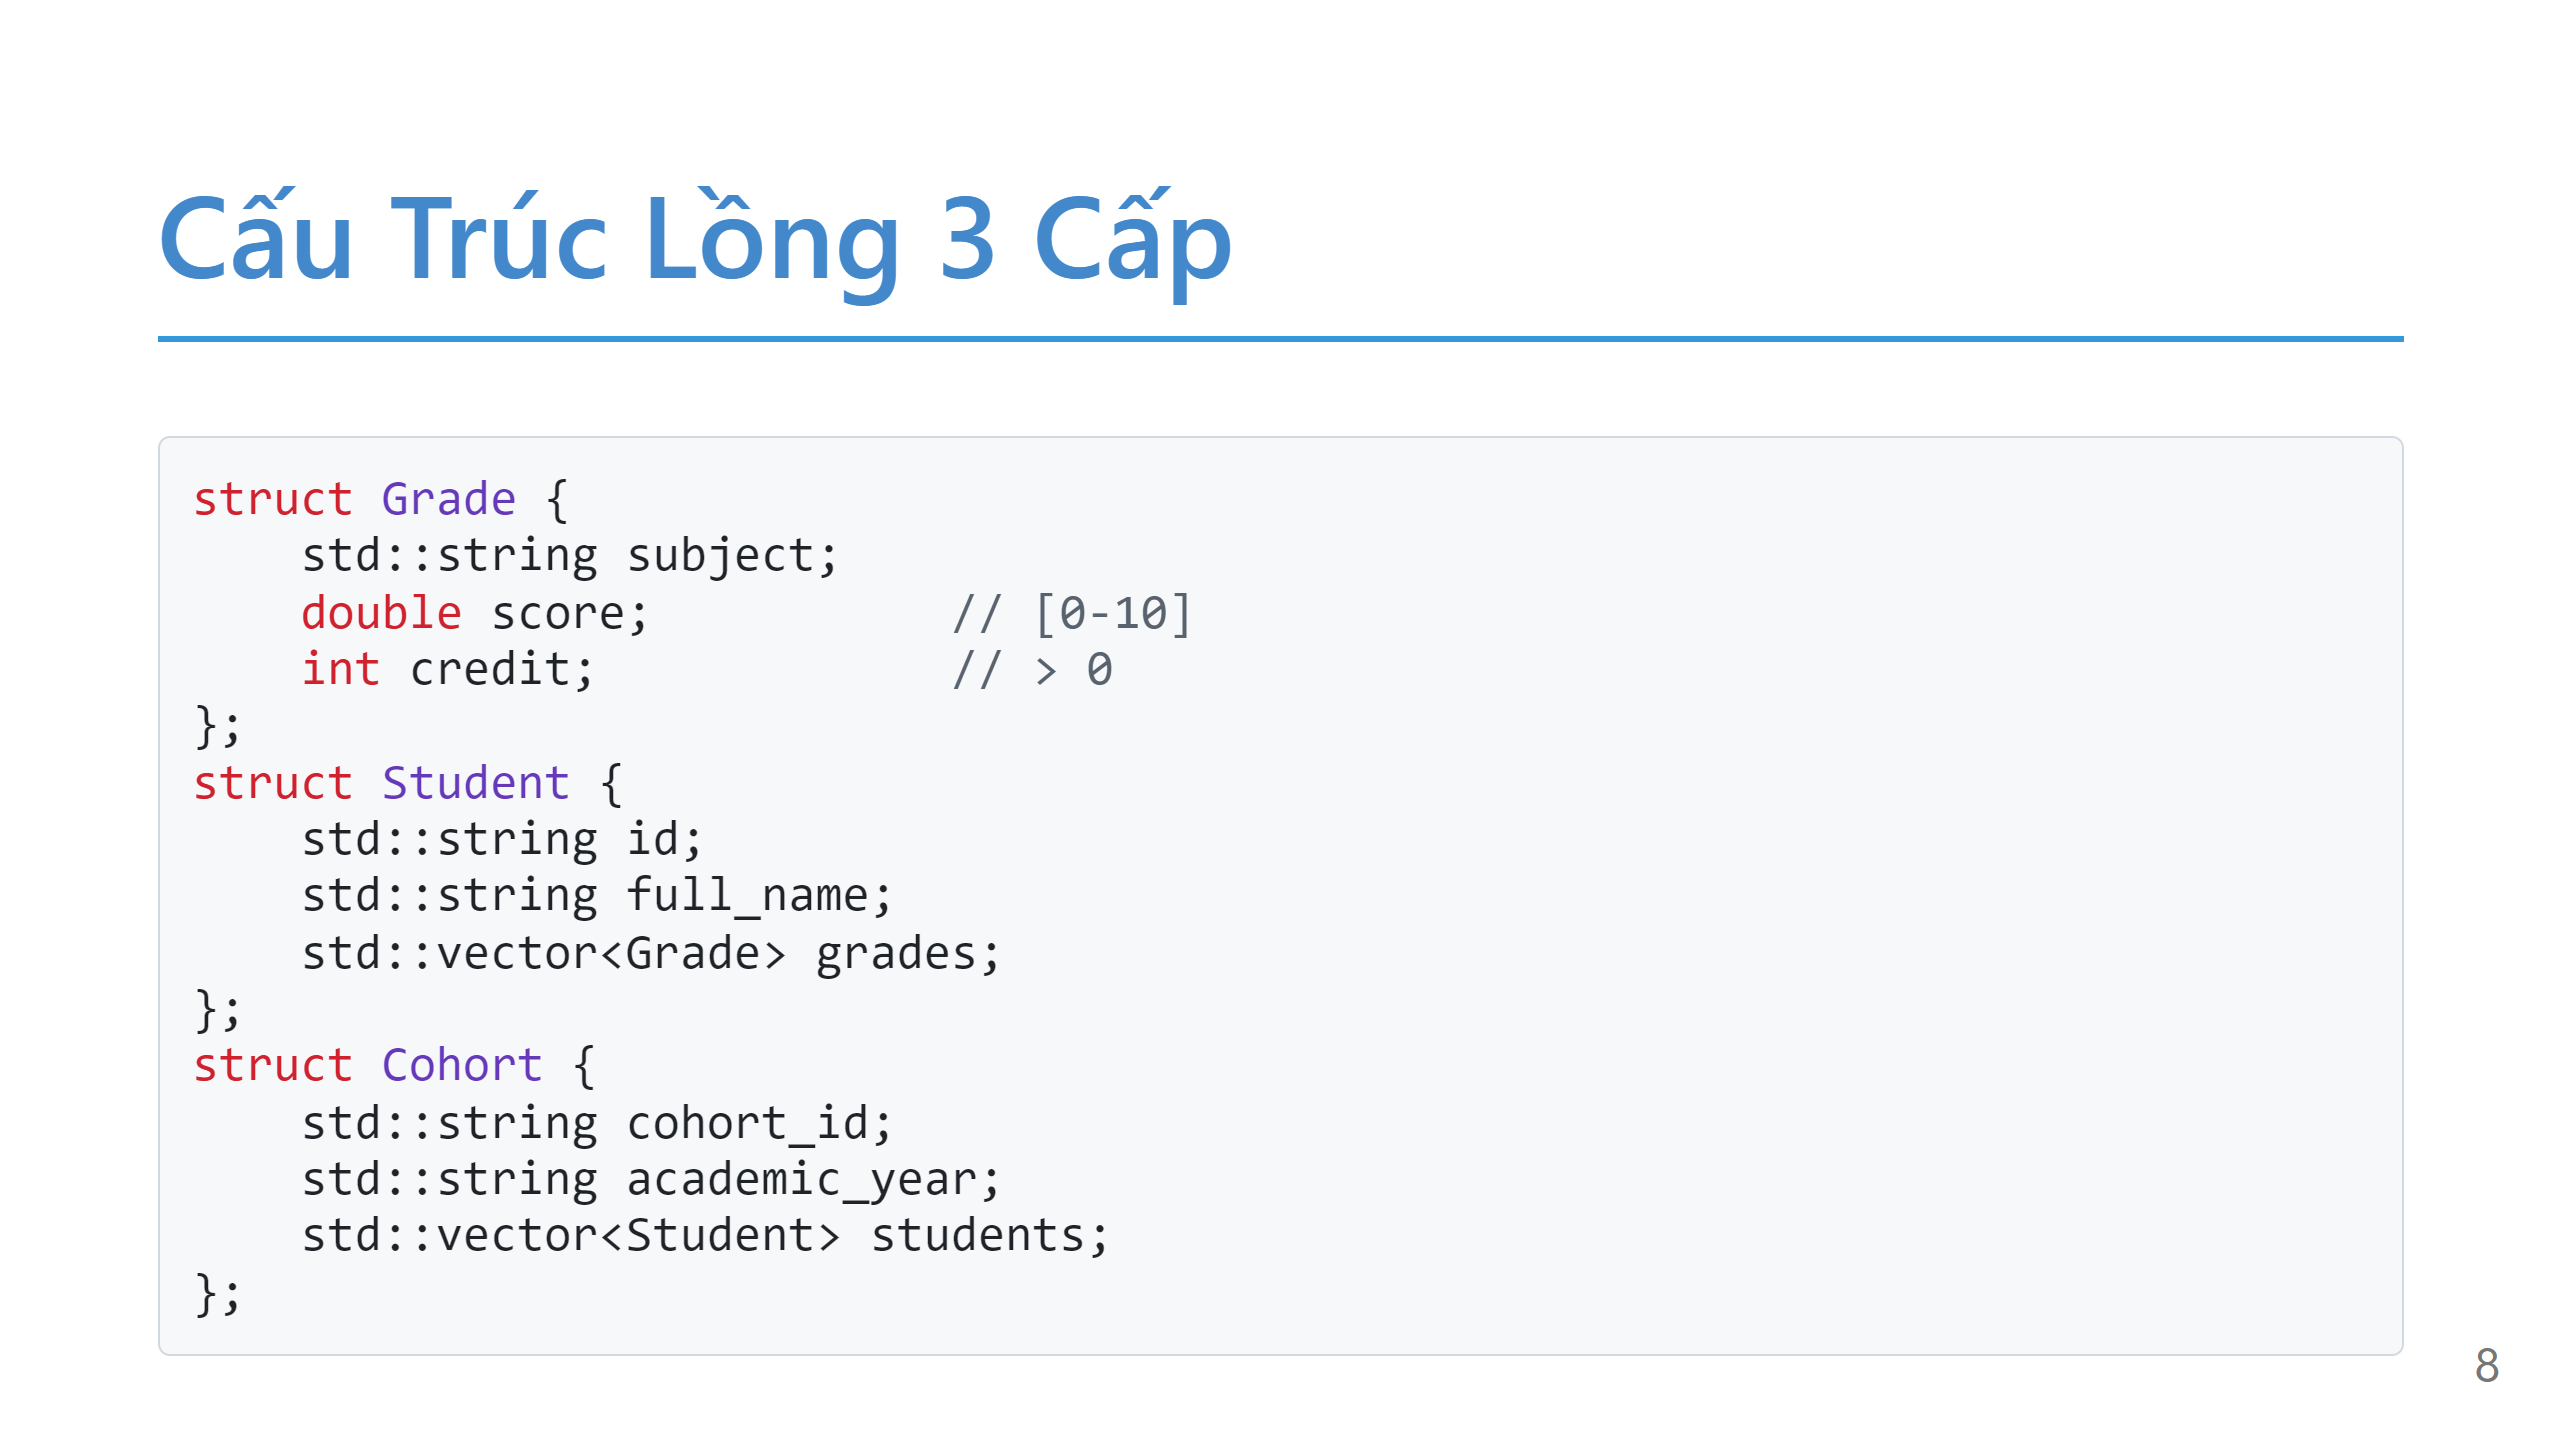 Cấu Trúc Lồng 3 Cấp
struct Grade {
    std::string subject;
    double score;           // [0-10]
    int credit;             // > 0
};
struct Student {
    std::string id;
    std::string full_name;
    std::vector<Grade> grades;
};
struct Cohort {
    std::string cohort_id;
    std::string academic_year;
    std::vector<Student> students;
};
8